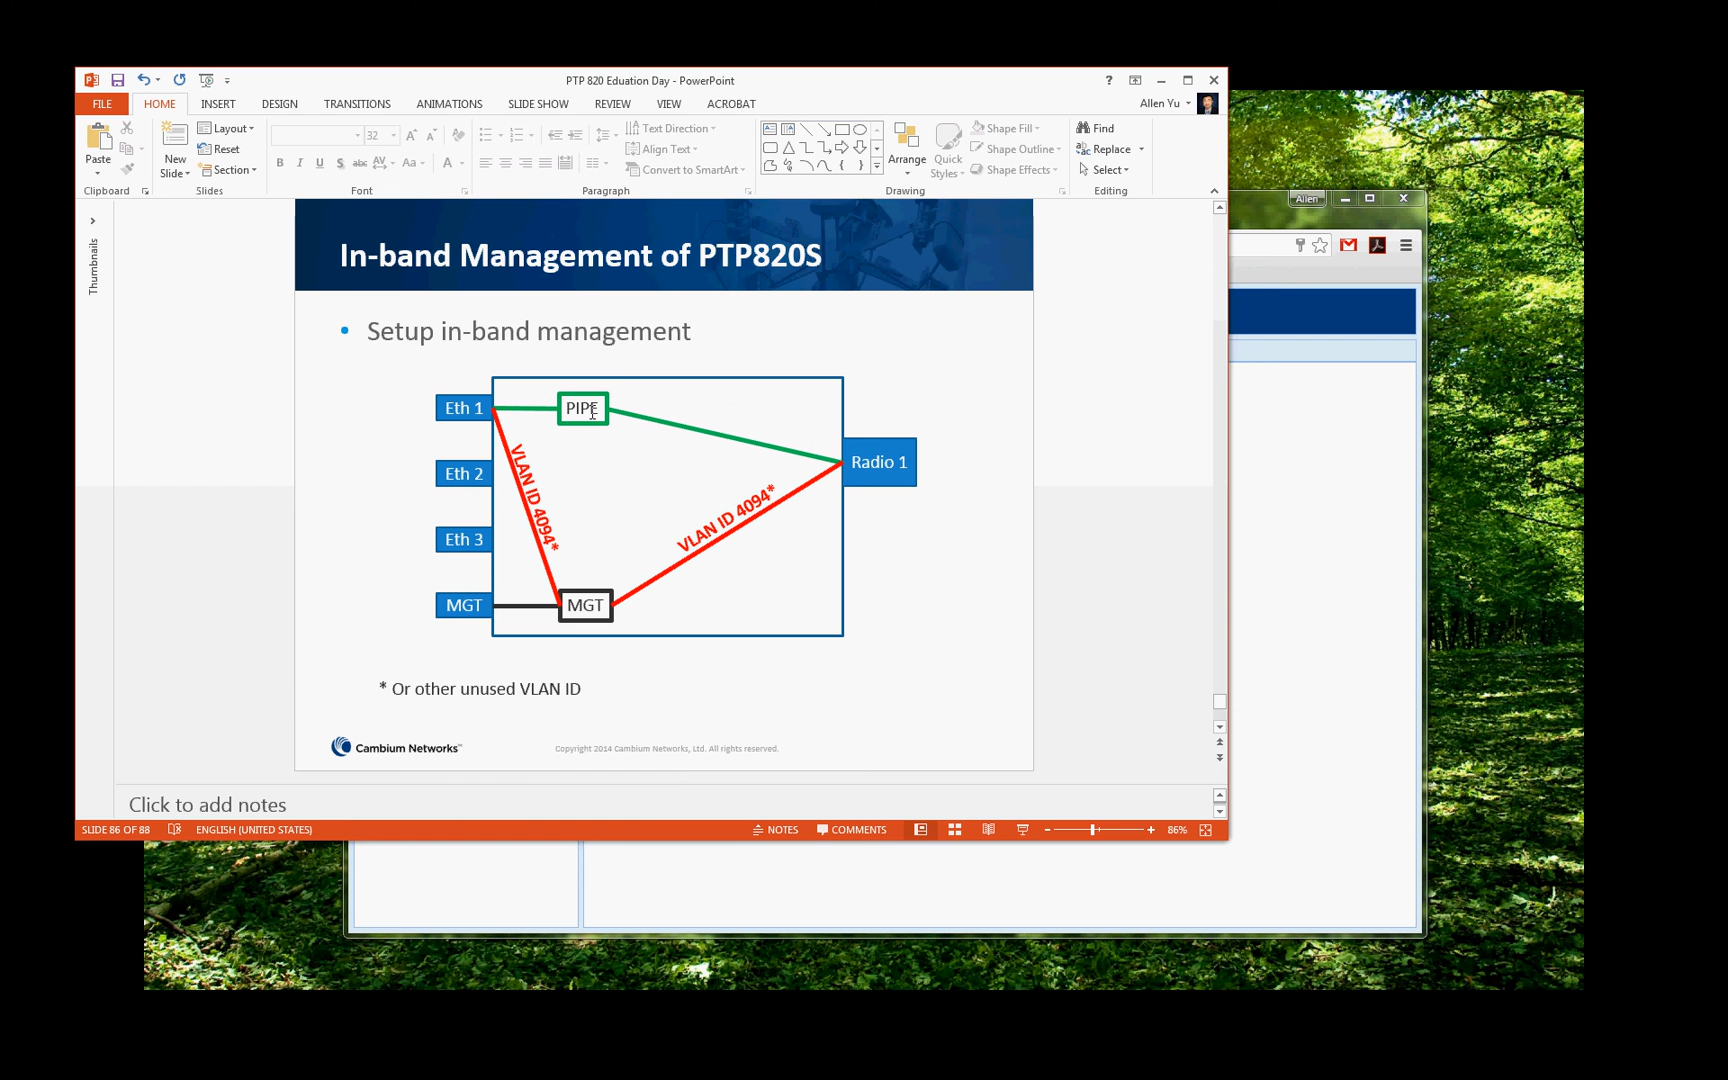 PTP 820 Eduation Day - PowerPoint
?
FILE
HOME
INSERT
DESIGN
TRANSITIONS
ANIMATIONS
SLIDE SHOW
REVIEW
VIEW
ACROBAT
Allen Yu
Paste
New
Slide
Layout
Reset
Section
32
B I U S abc AV Aa A
Text Direction
Align Text
Convert to SmartArt
Arrange
Quick
Styles
Shape Fill
Shape Outline
Shape Effects
Find
Replace
Select
Clipboard
Slides
Font
Paragraph
Drawing
Editing
Allen
Thumbnails
In-band Management of PTP820S
• Setup in-band management
Eth 1
PIPE
Radio 1
Eth 2
VLAN ID 4094*
VLAN ID 4094*
Eth 3
MGT
MGT
* Or other unused VLAN ID
Cambium Networks™
Copyright 2014 Cambium Networks, Ltd. All rights reserved.
Click to add notes
SLIDE 86 OF 88
ENGLISH (UNITED STATES)
NOTES
COMMENTS
86%